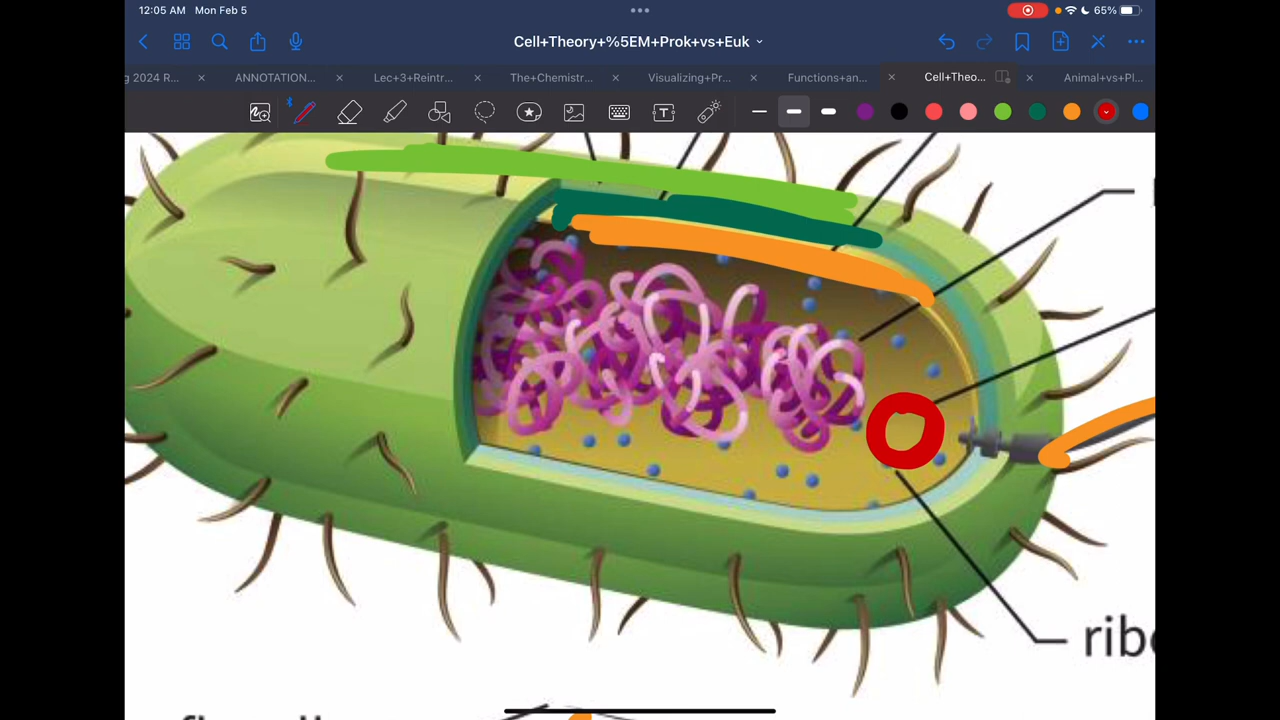 12:05 AM Mon Feb 5
65%
Cell+Theory+%5EM+Prok+vs+Euk
g 2024 R... ANNOTATION... Lec+3+Reintr... The+Chemistr... Visualizing+Pr... Functions+an... Cell+Theo... Animal+vs+Pl...
T